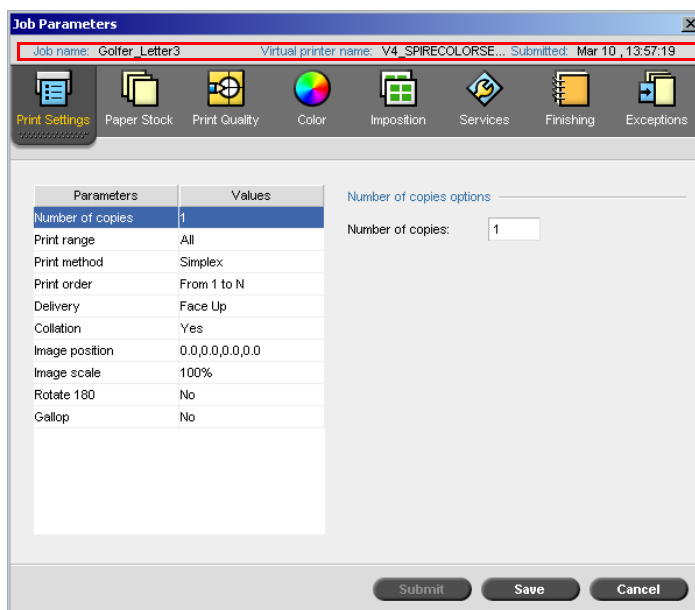 Job Parameters
Job name: Golfer_Letter3 Virtual printer name: V4_SPIRECOLORSE... Submitted: Mar 10 , 13:57:19
Print Settings Paper Stock Print Quality Color Imposition Services Finishing Exceptions
Parameters Values
Number of copies 1
Print range All
Print method Simplex
Print order From 1 to N
Delivery Face Up
Collation Yes
Image position 0.0,0.0,0.0,0.0
Image scale 100%
Rotate 180 No
Gallop No
Number of copies options
Number of copies: 1
Submit Save Cancel